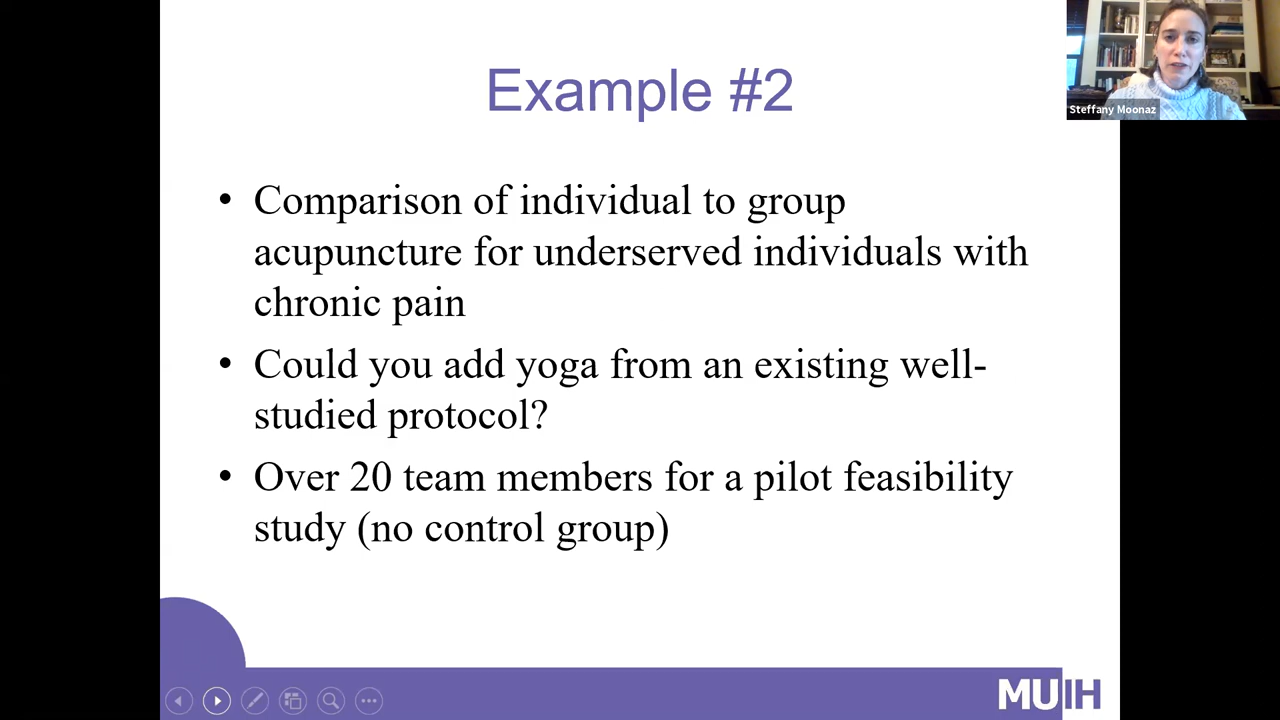 Example #2
Steffany Moonaz
• Comparison of individual to group
acupuncture for underserved individuals with
chronic pain
• Could you add yoga from an existing well-
studied protocol?
• Over 20 team members for a pilot feasibility
study (no control group)
MUIH